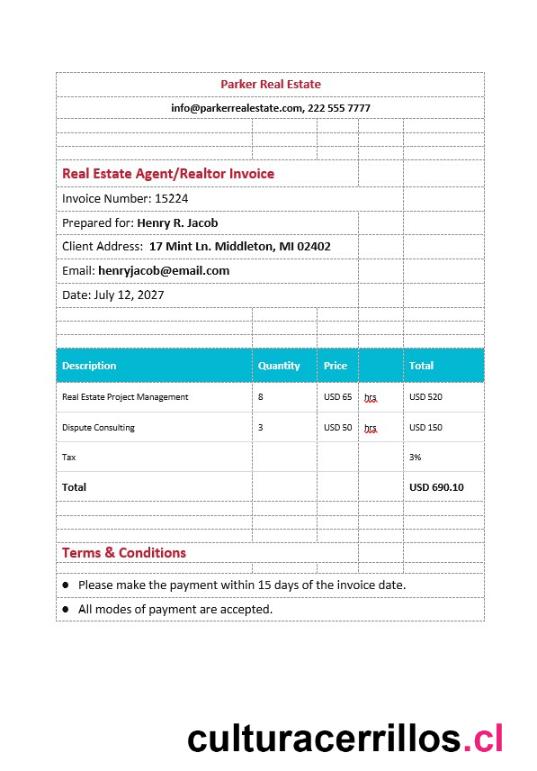 Parker Real Estate
info@parkerrealestate.com, 222 555 7777
Real Estate Agent/Realtor Invoice
Invoice Number: 15224
Prepared for: Henry R. Jacob
Client Address:  17 Mint Ln. Middleton, MI 02402
Email: henryjacob@email.com
Date: July 12, 2027
Description Quantity Price Total
Real Estate Project Management 8 USD 65 hrs USD 520
Dispute Consulting 3 USD 50 hrs USD 150
Tax 3%
Total USD 690.10
Terms & Conditions
● Please make the payment within 15 days of the invoice date.
● All modes of payment are accepted.
culturacerrillos.cl